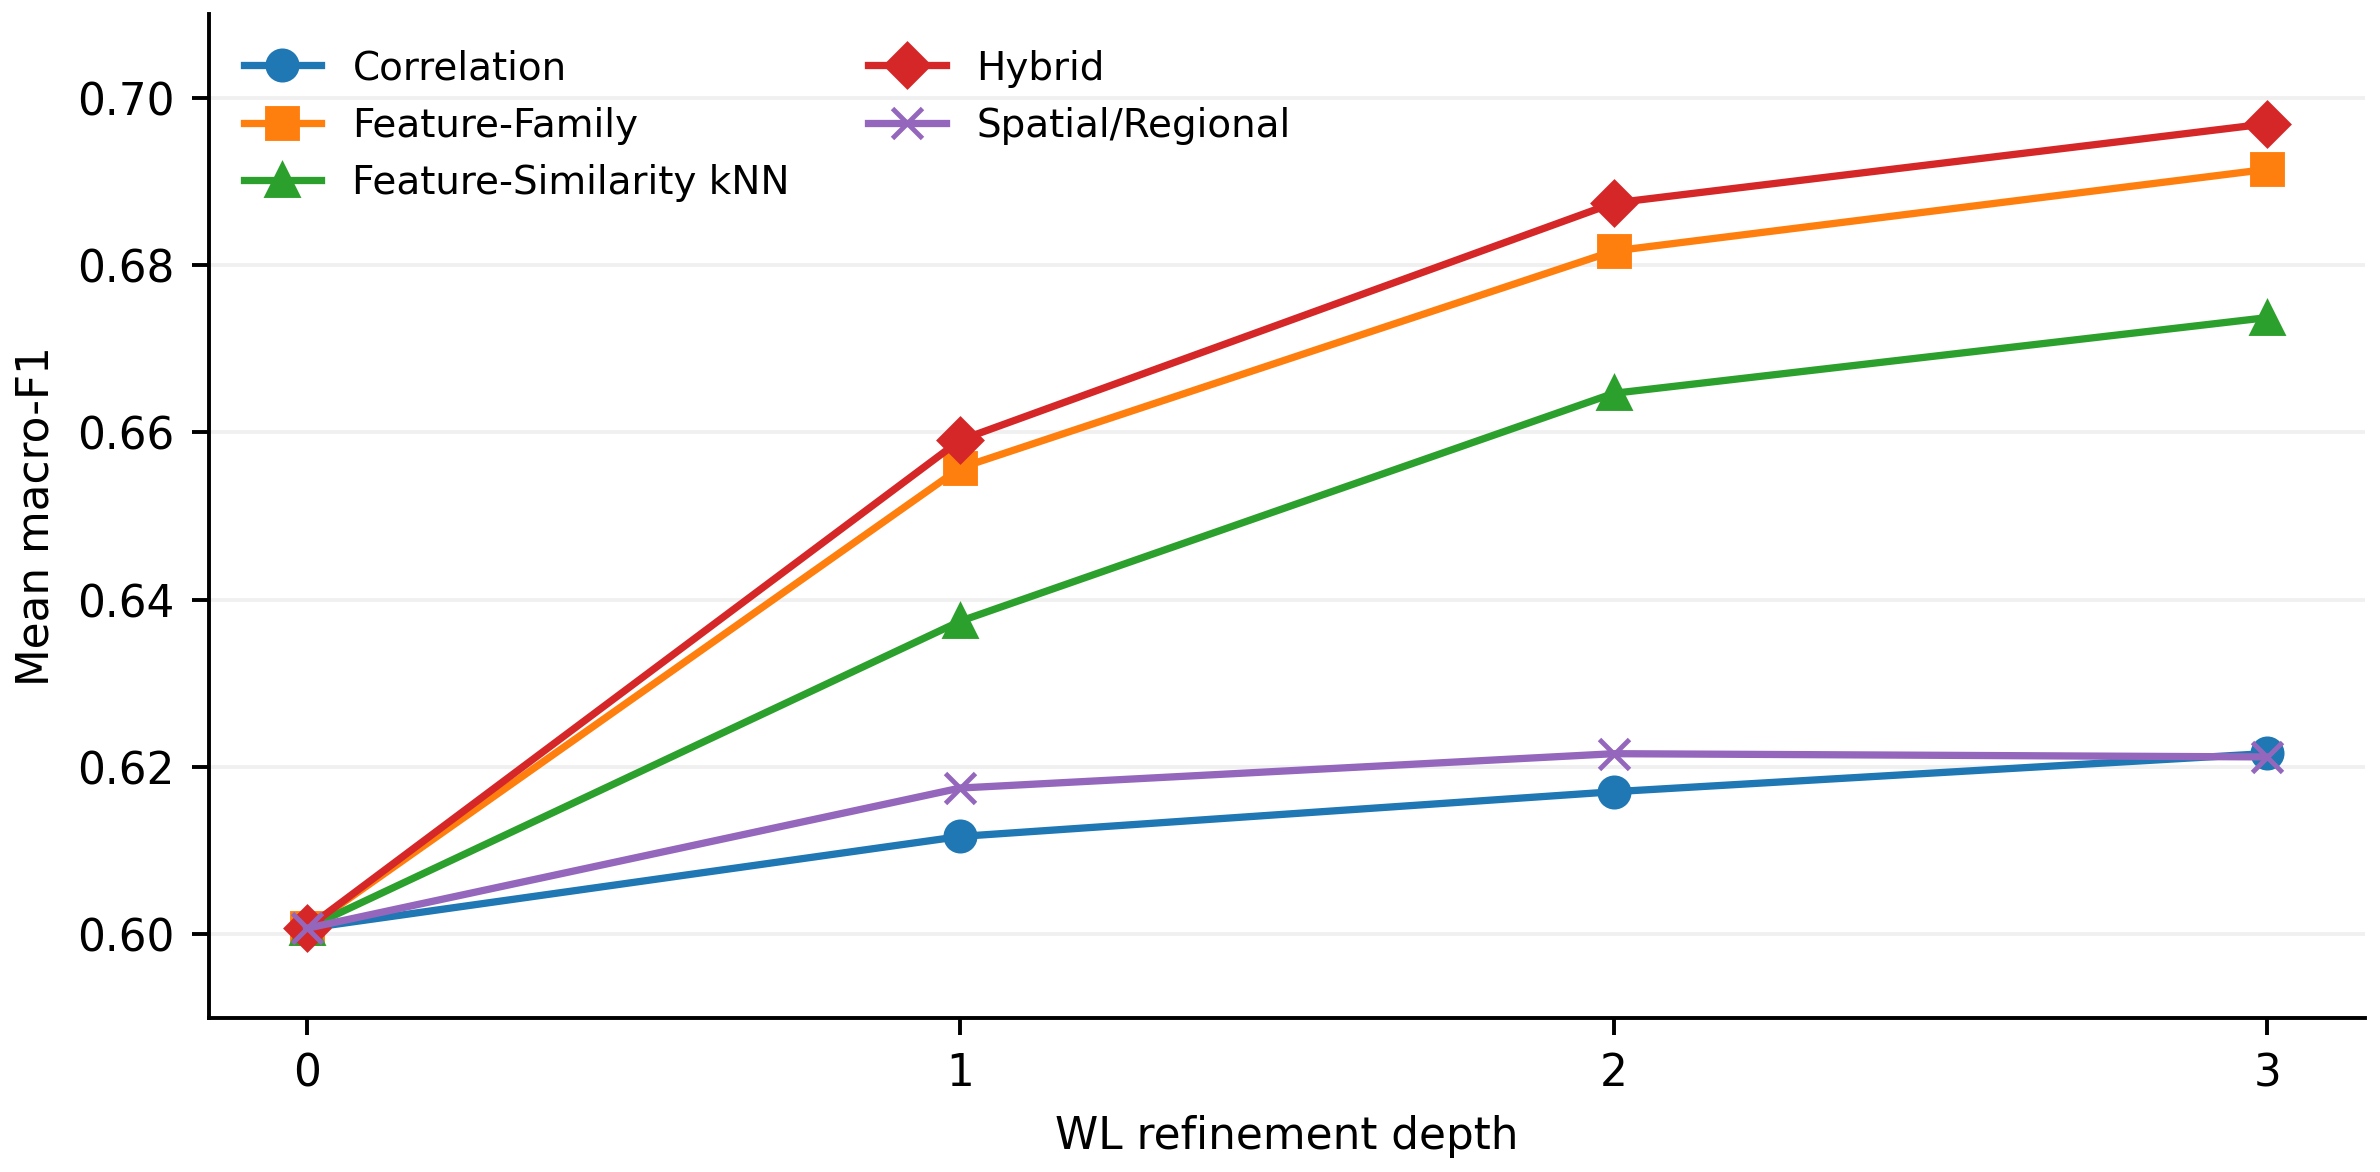 Correlation
Feature-Family
Feature-Similarity kNN
Hybrid
Spatial/Regional
0.70
0.68
0.66
0.64
0.62
0.60
Mean macro-F1
0 1 2 3
WL refinement depth